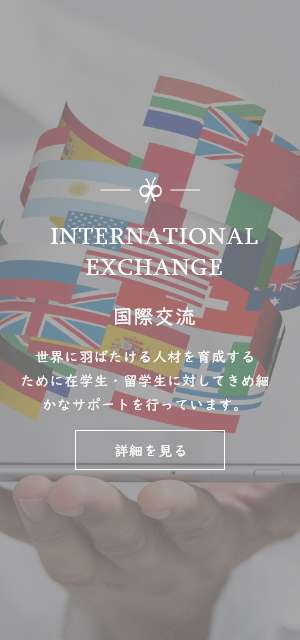 INTERNATIONAL
EXCHANGE
国際交流
世界に羽ばたける人材を育成する
ために在学生・留学生に対してきめ細
かなサポートを行っています。
詳細を見る